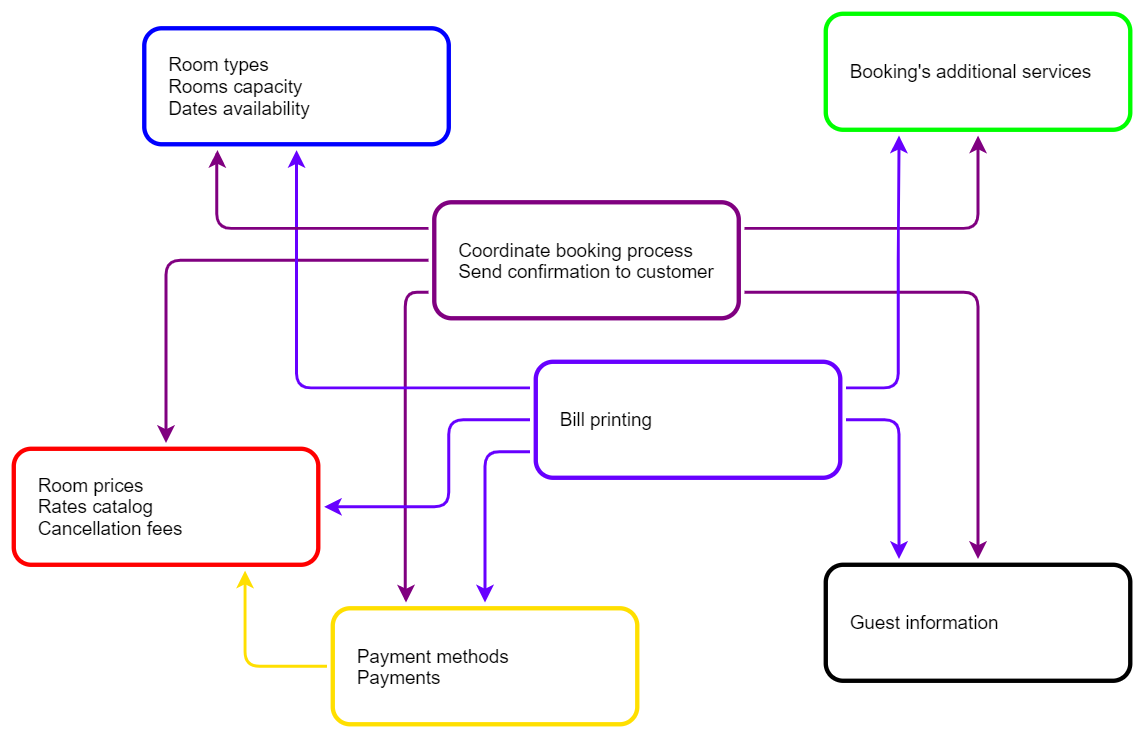 Room types
Rooms capacity
Dates availability
Booking's additional services
Coordinate booking process
Send confirmation to customer
Bill printing
Room prices
Rates catalog
Cancellation fees
Guest information
Payment methods
Payments